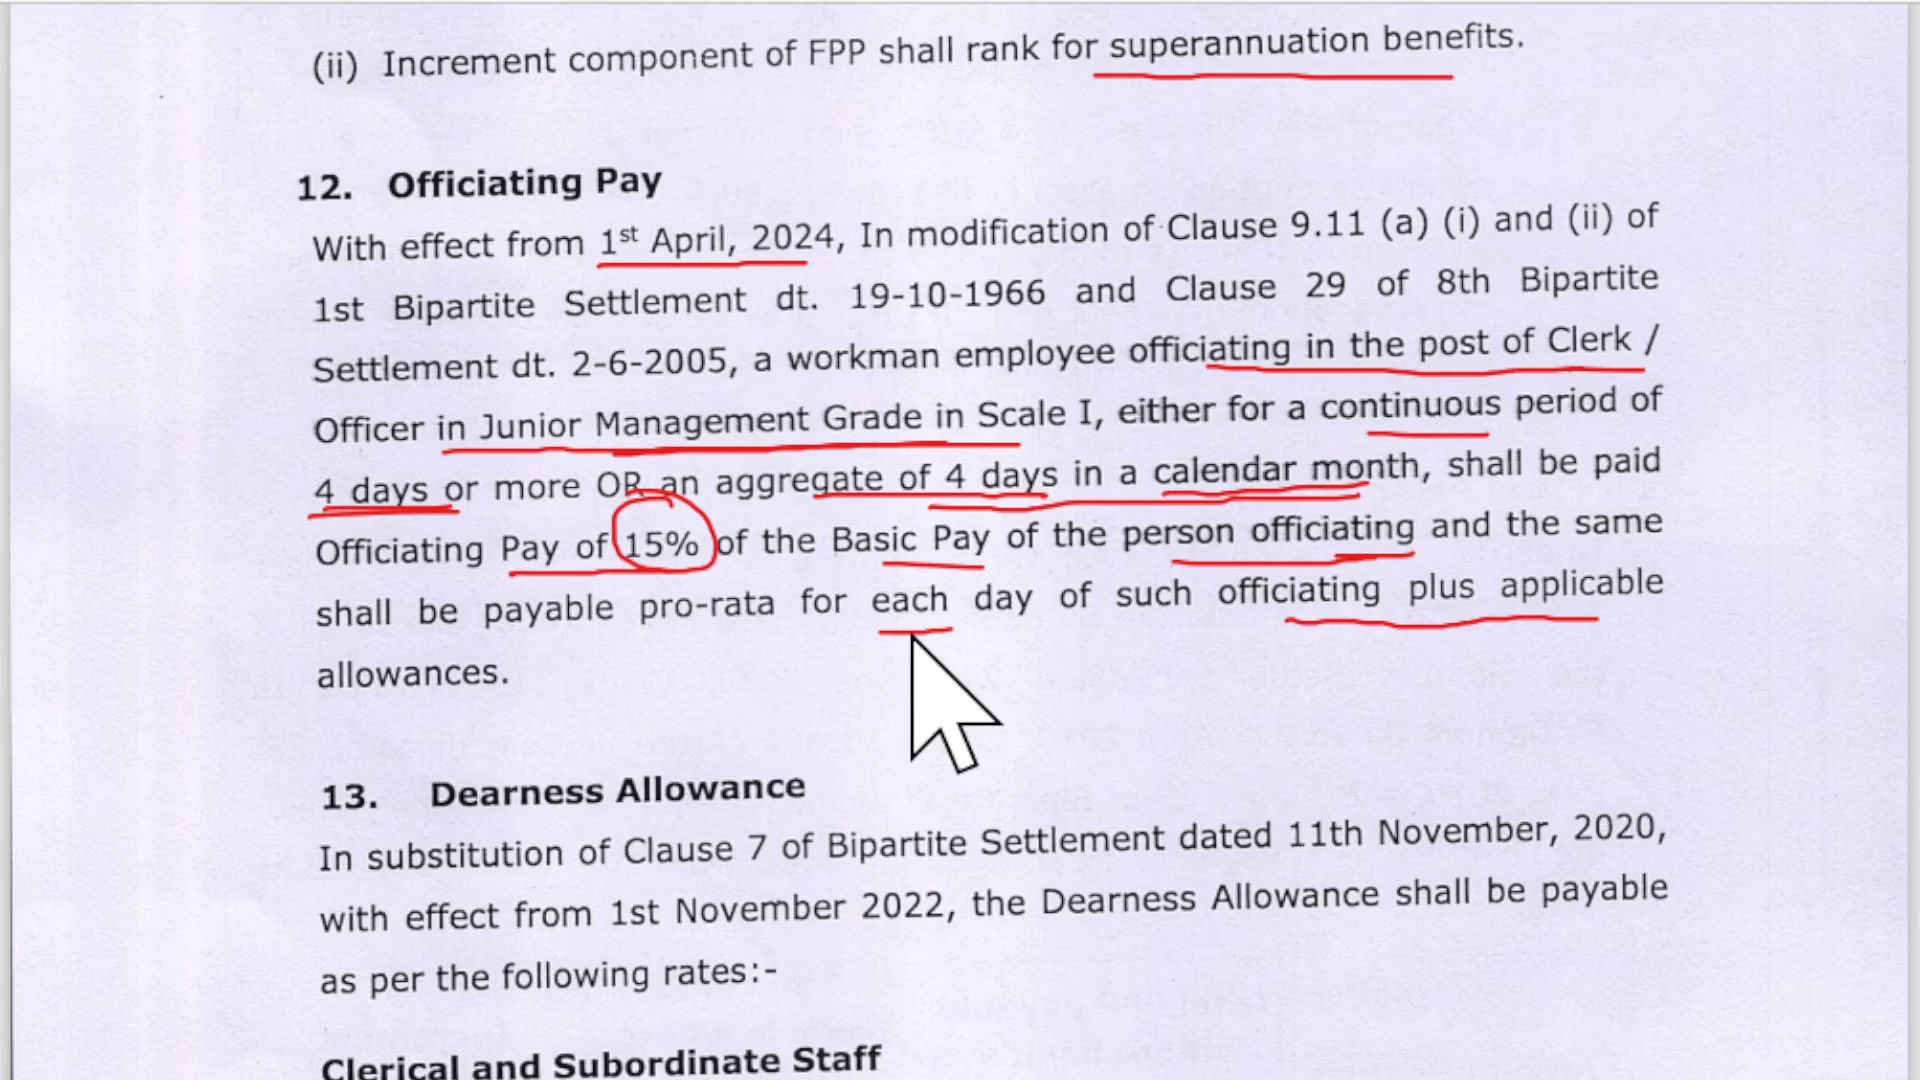 (ii) Increment component of FPP shall rank for superannuation benefits.
12. Officiating Pay
With effect from 1st April, 2024, In modification of Clause 9.11 (a) (i) and (ii) of
1st Bipartite Settlement dt. 19-10-1966 and Clause 29 of 8th Bipartite
Settlement dt. 2-6-2005, a workman employee officiating in the post of Clerk /
Officer in Junior Management Grade in Scale I, either for a continuous period of
4 days or more OR an aggregate of 4 days in a calendar month, shall be paid
Officiating Pay of 15% of the Basic Pay of the person officiating and the same
shall be payable pro-rata for each day of such officiating plus applicable
allowances.
13. Dearness Allowance
In substitution of Clause 7 of Bipartite Settlement dated 11th November, 2020,
with effect from 1st November 2022, the Dearness Allowance shall be payable
as per the following rates:-
Clerical and Subordinate Staff